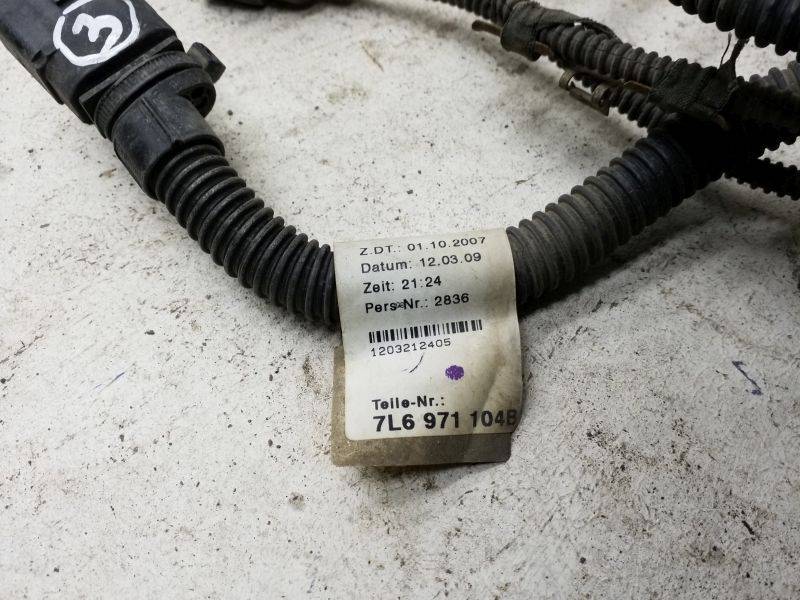 3
Z.DT.: 01.10.2007
Datum: 12.03.09
Zeit: 21:24
Pers-Nr.: 2836
1203212405
Teile-Nr.:
7L6 971 104B